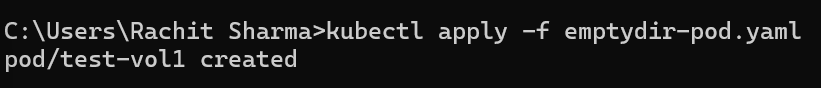 C:\Users\Rachit Sharma>kubectl apply -f emptydir-pod.yaml
pod/test-vol1 created